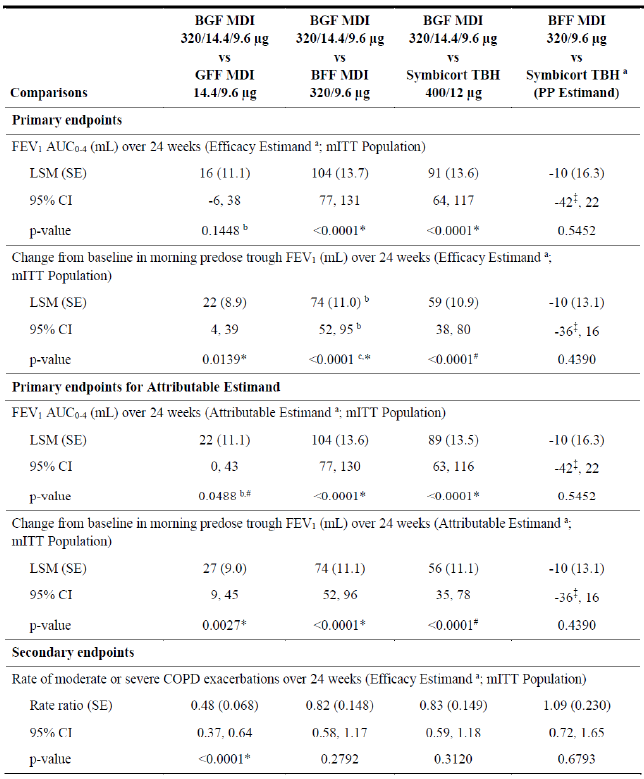 Comparisons BGF MDI 320/14.4/9.6 µg vs GFF MDI 14.4/9.6 µg BGF MDI 320/14.4/9.6 µg vs BFF MDI 320/9.6 µg BGF MDI 320/14.4/9.6 µg vs Symbicort TBH 400/12 µg BFF MDI 320/9.6 µg vs Symbicort TBH a (PP Estimand)
Primary endpoints
FEV1 AUC0-4 (mL) over 24 weeks (Efficacy Estimand a; mITT Population)
LSM (SE) 16 (11.1) 104 (13.7) 91 (13.6) -10 (16.3)
95% CI -6, 38 77, 131 64, 117 -42‡, 22
p-value 0.1448 b <0.0001* <0.0001* 0.5452
Change from baseline in morning predose trough FEV1 (mL) over 24 weeks (Efficacy Estimand a;
mITT Population)
LSM (SE) 22 (8.9) 74 (11.0) b 59 (10.9) -10 (13.1)
95% CI 4, 39 52, 95 b 38, 80 -36‡, 16
p-value 0.0139* <0.0001 c,* <0.0001# 0.4390
Primary endpoints for Attributable Estimand
FEV1 AUC0-4 (mL) over 24 weeks (Attributable Estimand a; mITT Population)
LSM (SE) 22 (11.1) 104 (13.6) 89 (13.5) -10 (16.3)
95% CI 0, 43 77, 130 63, 116 -42‡, 22
p-value 0.0488 b,# <0.0001* <0.0001* 0.5452
Change from baseline in morning predose trough FEV1 (mL) over 24 weeks (Attributable Estimand a;
mITT Population)
LSM (SE) 27 (9.0) 74 (11.1) 56 (11.1) -10 (13.1)
95% CI 9, 45 52, 96 35, 78 -36‡, 16
p-value 0.0027* <0.0001* <0.0001# 0.4390
Secondary endpoints
Rate of moderate or severe COPD exacerbations over 24 weeks (Efficacy Estimand a; mITT Population)
Rate ratio (SE) 0.48 (0.068) 0.82 (0.148) 0.83 (0.149) 1.09 (0.230)
95% CI 0.37, 0.64 0.58, 1.17 0.59, 1.18 0.72, 1.65
p-value <0.0001* 0.2792 0.3120 0.6793